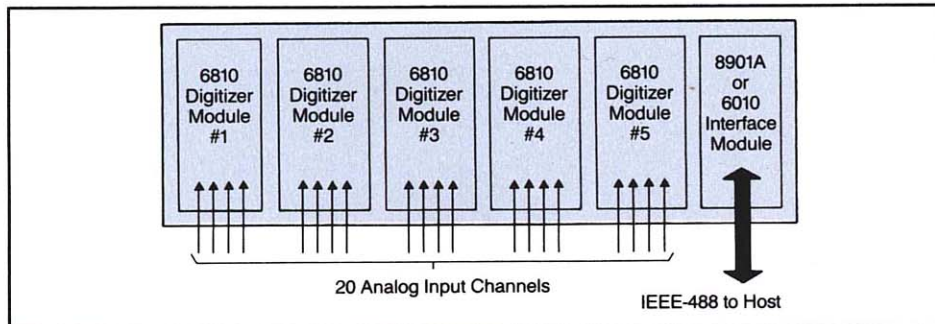 6810
Digitizer
Module
#1
6810
Digitizer
Module
#2
6810
Digitizer
Module
#3
6810
Digitizer
Module
#4
6810
Digitizer
Module
#5
8901A
or
6010
Interface
Module
20 Analog Input Channels
IEEE-488 to Host